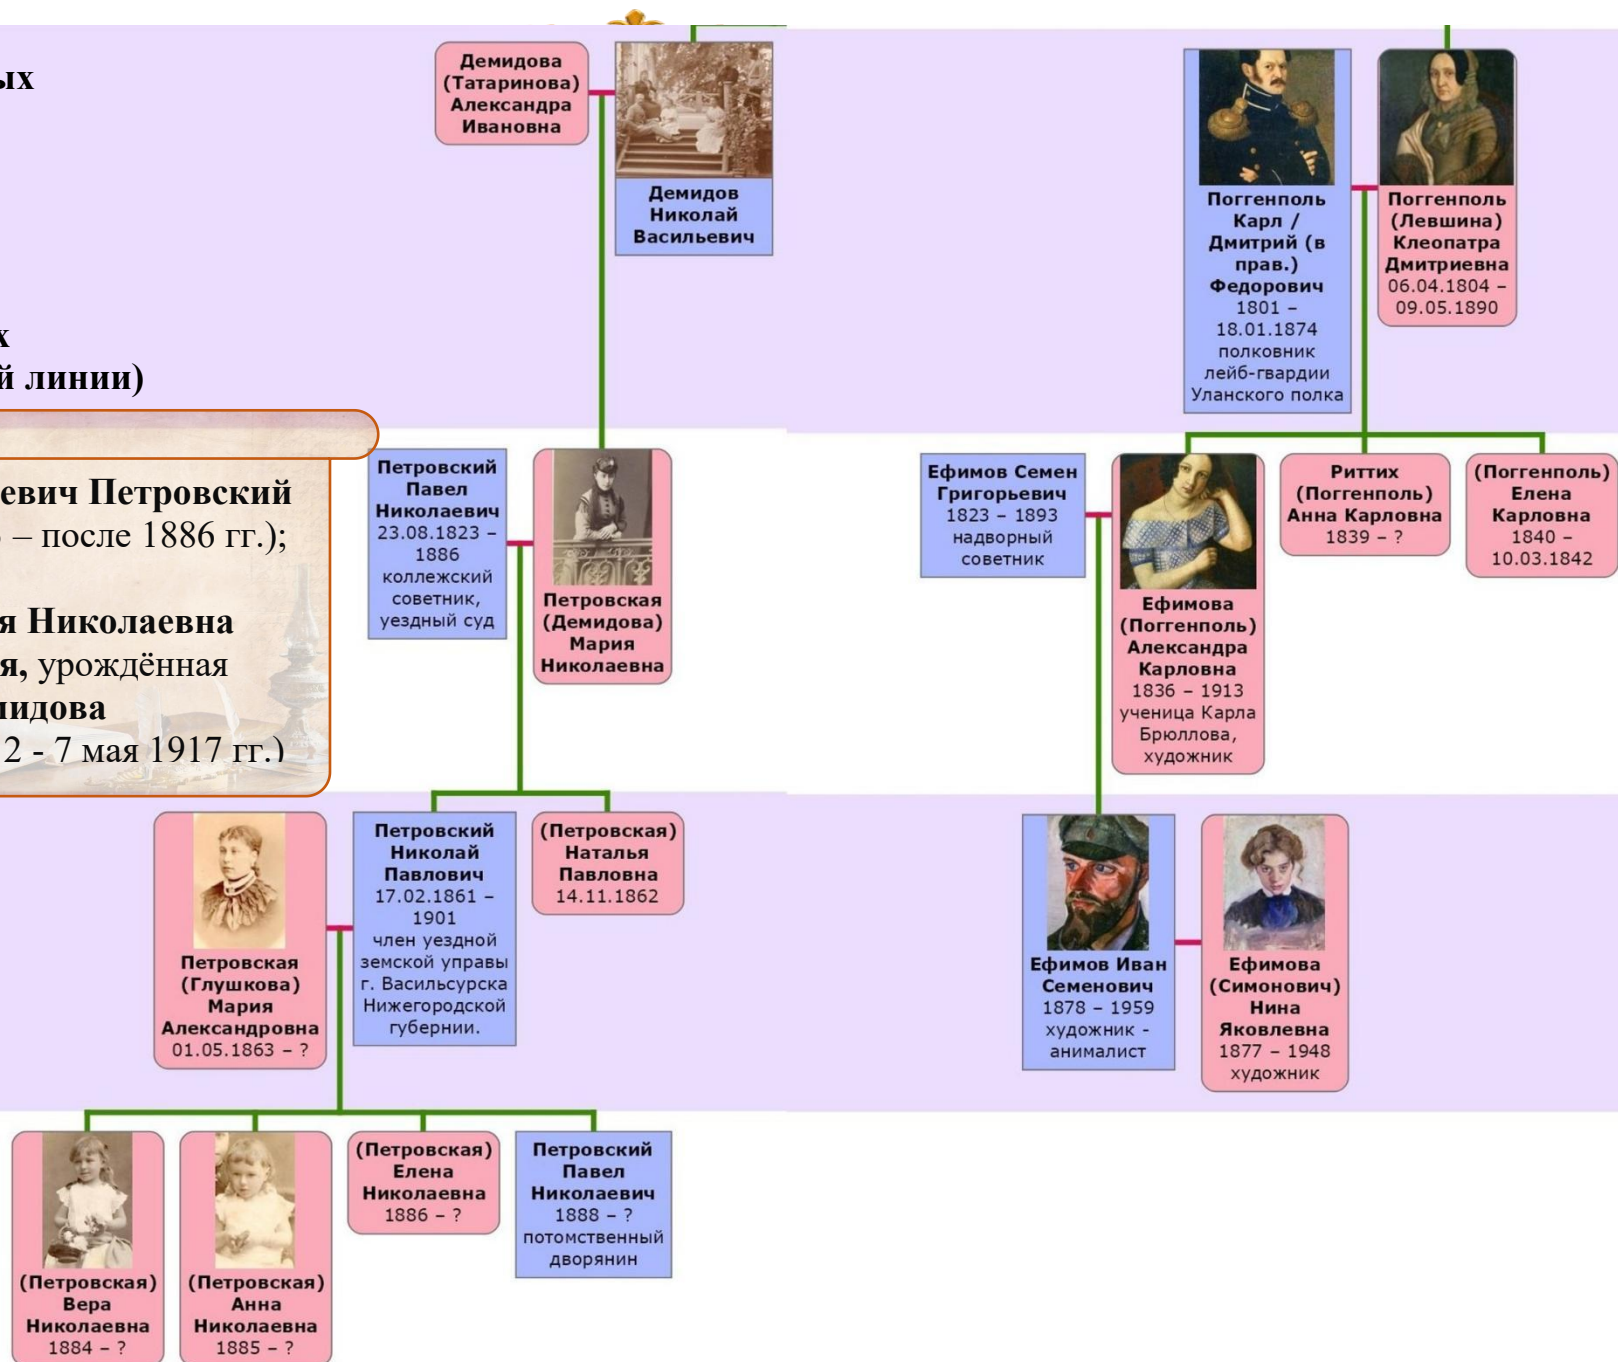 ых
х
й линии)
евич Петровский
– после 1886 гг.);
я Николаевна
я, урождённая
мидова
2 - 7 мая 1917 гг.)
Демидова
(Татаринова)
Александра
Ивановна
Демидов
Николай
Васильевич
Поггенполь
Карл /
Дмитрий (в
прав.)
Федорович
1801 –
18.01.1874
полковник
лейб-гвардии
Уланского полка
Поггенполь
(Левшина)
Клеопатра
Дмитриевна
06.04.1804 –
09.05.1890
Петровский
Павел
Николаевич
23.08.1823 –
1886
коллежский
советник,
уездный суд
Петровская
(Демидова)
Мария
Николаевна
Ефимов Семен
Григорьевич
1823 – 1893
надворный
советник
Ефимова
(Поггенполь)
Александра
Карловна
1836 – 1913
ученица Карла
Брюллова,
художник
Риттих
(Поггенполь)
Анна Карловна
1839 – ?
(Поггенполь)
Елена
Карловна
1840 –
10.03.1842
Петровская
(Глушкова)
Мария
Александровна
01.05.1863 – ?
Петровский
Николай
Павлович
17.02.1861 –
1901
член уездной
земской управы
г. Васильсурска
Нижегородской
губернии.
(Петровская)
Наталья
Павловна
14.11.1862
Ефимов Иван
Семенович
1878 – 1959
художник -
анималист
Ефимова
(Симонович)
Нина
Яковлевна
1877 – 1948
художник
(Петровская)
Вера
Николаевна
1884 – ?
(Петровская)
Анна
Николаевна
1885 – ?
(Петровская)
Елена
Николаевна
1886 – ?
Петровский
Павел
Николаевич
1888 – ?
потомственный
дворянин